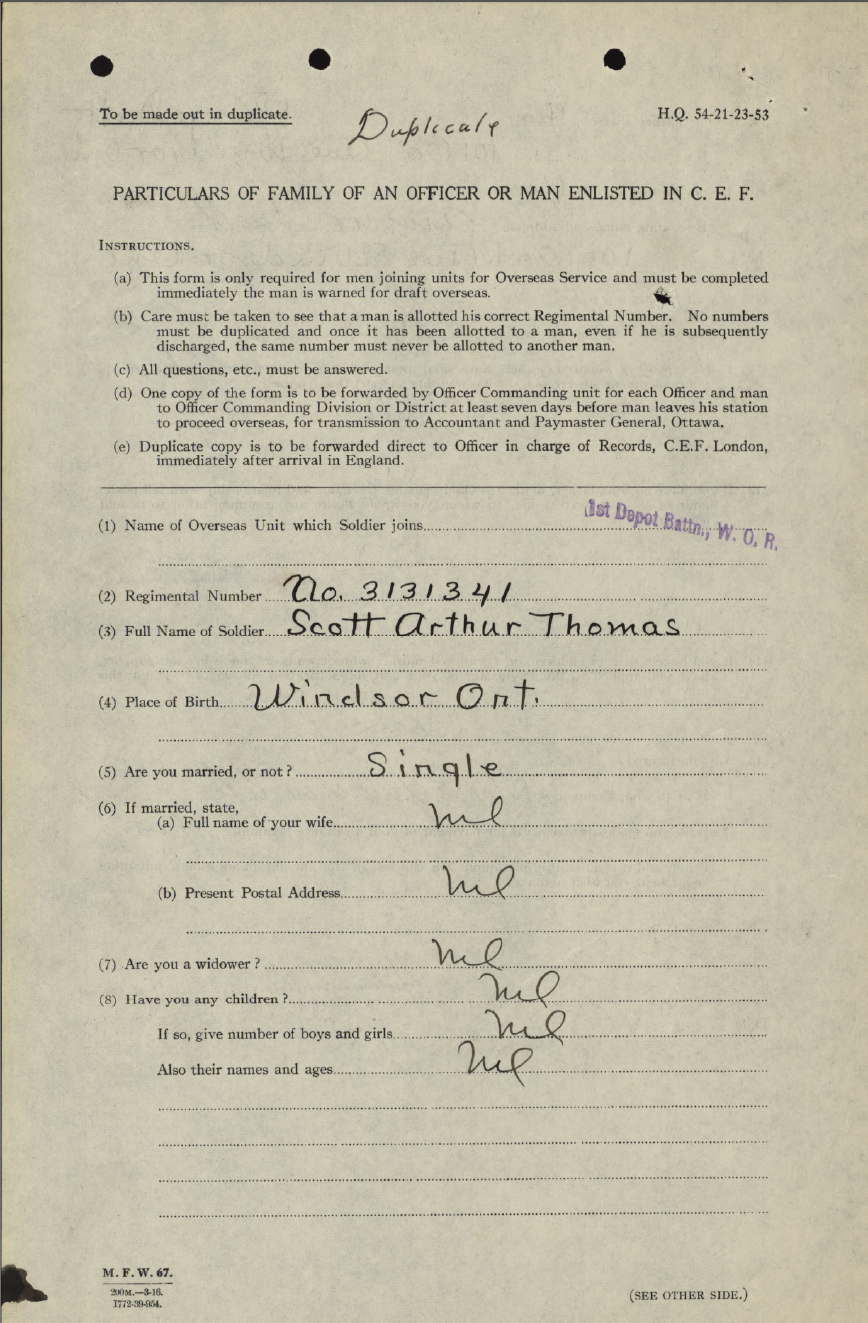 To be made out in duplicate.
Duplicate
H.Q. 54-21-23-53
PARTICULARS OF FAMILY OF AN OFFICER OR MAN ENLISTED IN C. E. F.
INSTRUCTIONS.
(a) This form is only required for men joining units for Overseas Service and must be completed
immediately the man is warned for draft overseas.
(b) Care must be taken to see that a man is allotted his correct Regimental Number. No numbers
must be duplicated and once it has been allotted to a man, even if he is subsequently
discharged, the same number must never be allotted to another man.
(c) All questions, etc., must be answered.
(d) One copy of the form is to be forwarded by Officer Commanding unit for each Officer and man
to Officer Commanding Division or District at least seven days before man leaves his station
to proceed overseas, for transmission to Accountant and Paymaster General, Ottawa.
(e) Duplicate copy is to be forwarded direct to Officer in charge of Records, C.E.F. London,
immediately after arrival in England.
(1) Name of Overseas Unit which Soldier joins 1st Depot Battn., W. O. R.
(2) Regimental Number No. 3131341
(3) Full Name of Soldier Scott Arthur Thomas
(4) Place of Birth Windsor Ont.
(5) Are you married, or not? Single
(6) If married, state,
(a) Full name of your wife Nil
(b) Present Postal Address Nil
(7) Are you a widower? Nil
(8) Have you any children? Nil
If so, give number of boys and girls Nil
Also their names and ages Nil
M. F. W. 67.
200M.—3-16.
1772-39-954.
(SEE OTHER SIDE.)